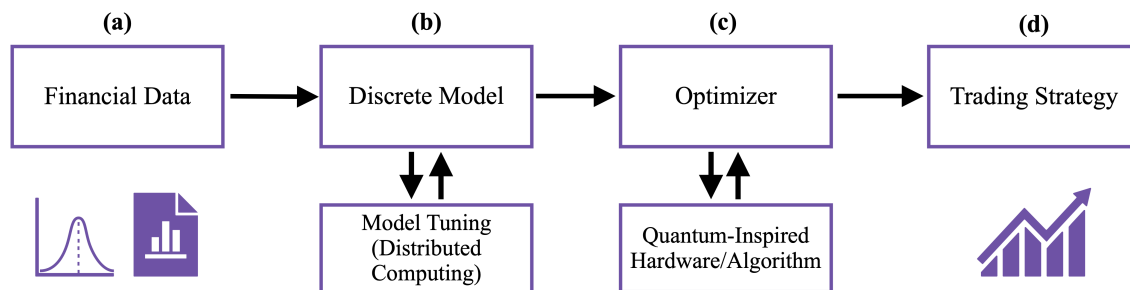 (a)
(b)
(c)
(d)
Financial Data
Discrete Model
Optimizer
Trading Strategy
Model Tuning
(Distributed
Computing)
Quantum-Inspired
Hardware/Algorithm